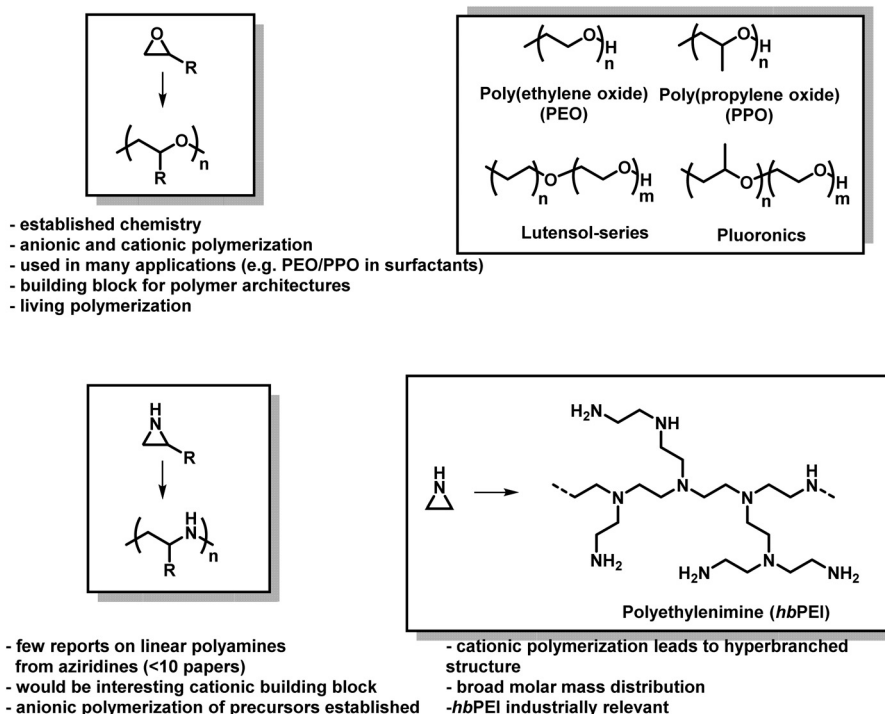 O
R
O
n
R
O
H
n
Poly(ethylene oxide)
(PEO)
O
H
n
Poly(propylene oxide)
(PPO)
O
n
O
H
m
Lutensol-series
O
n
O
H
m
Pluoronics
- established chemistry
- anionic and cationic polymerization
- used in many applications (e.g. PEO/PPO in surfactants)
- building block for polymer architectures
- living polymerization
H
N
R
H
N
n
R
H
N
H2N
NH
N
N
N
H
N
NH2
N
H2N
NH2
Polyethylenimine (hbPEI)
- few reports on linear polyamines
from aziridines (<10 papers)
- would be interesting cationic building block
- anionic polymerization of precursors established
- cationic polymerization leads to hyperbranched
structure
- broad molar mass distribution
-hbPEI industrially relevant